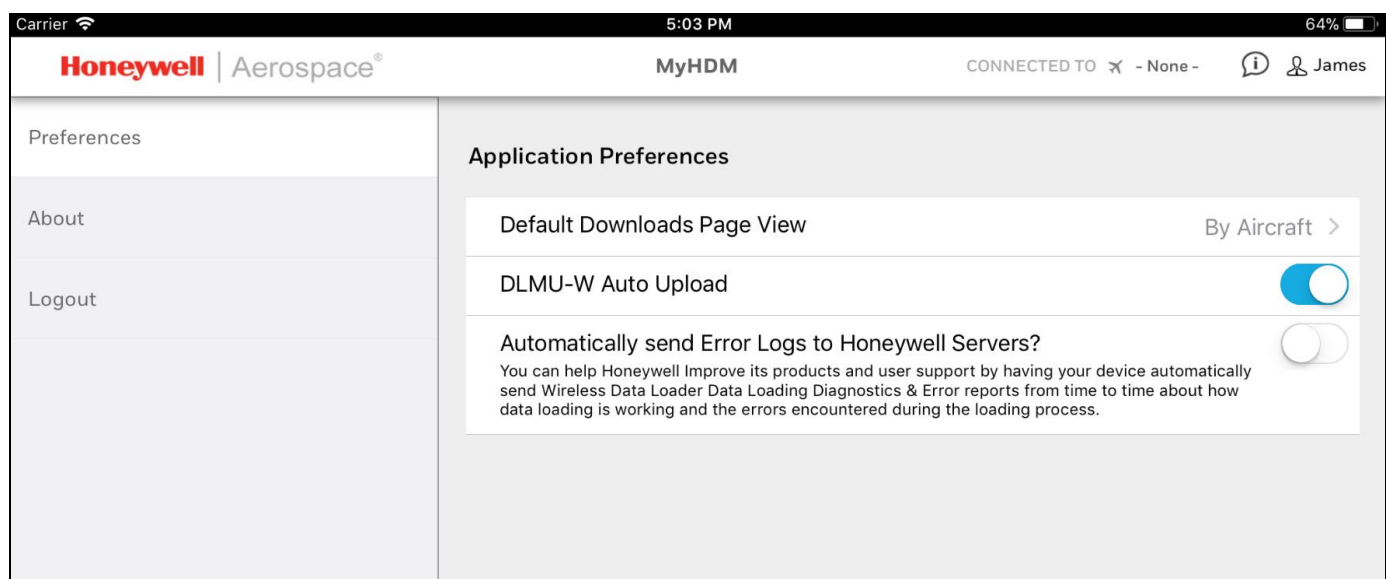 Carrier
5:03 PM
64%
Honeywell | Aerospace®
MyHDM
CONNECTED TO - None -
James
Preferences
About
Logout
Application Preferences
Default Downloads Page View
By Aircraft >
DLMU-W Auto Upload
Automatically send Error Logs to Honeywell Servers?
You can help Honeywell Improve its products and user support by having your device automatically
send Wireless Data Loader Data Loading Diagnostics & Error reports from time to time about how
data loading is working and the errors encountered during the loading process.